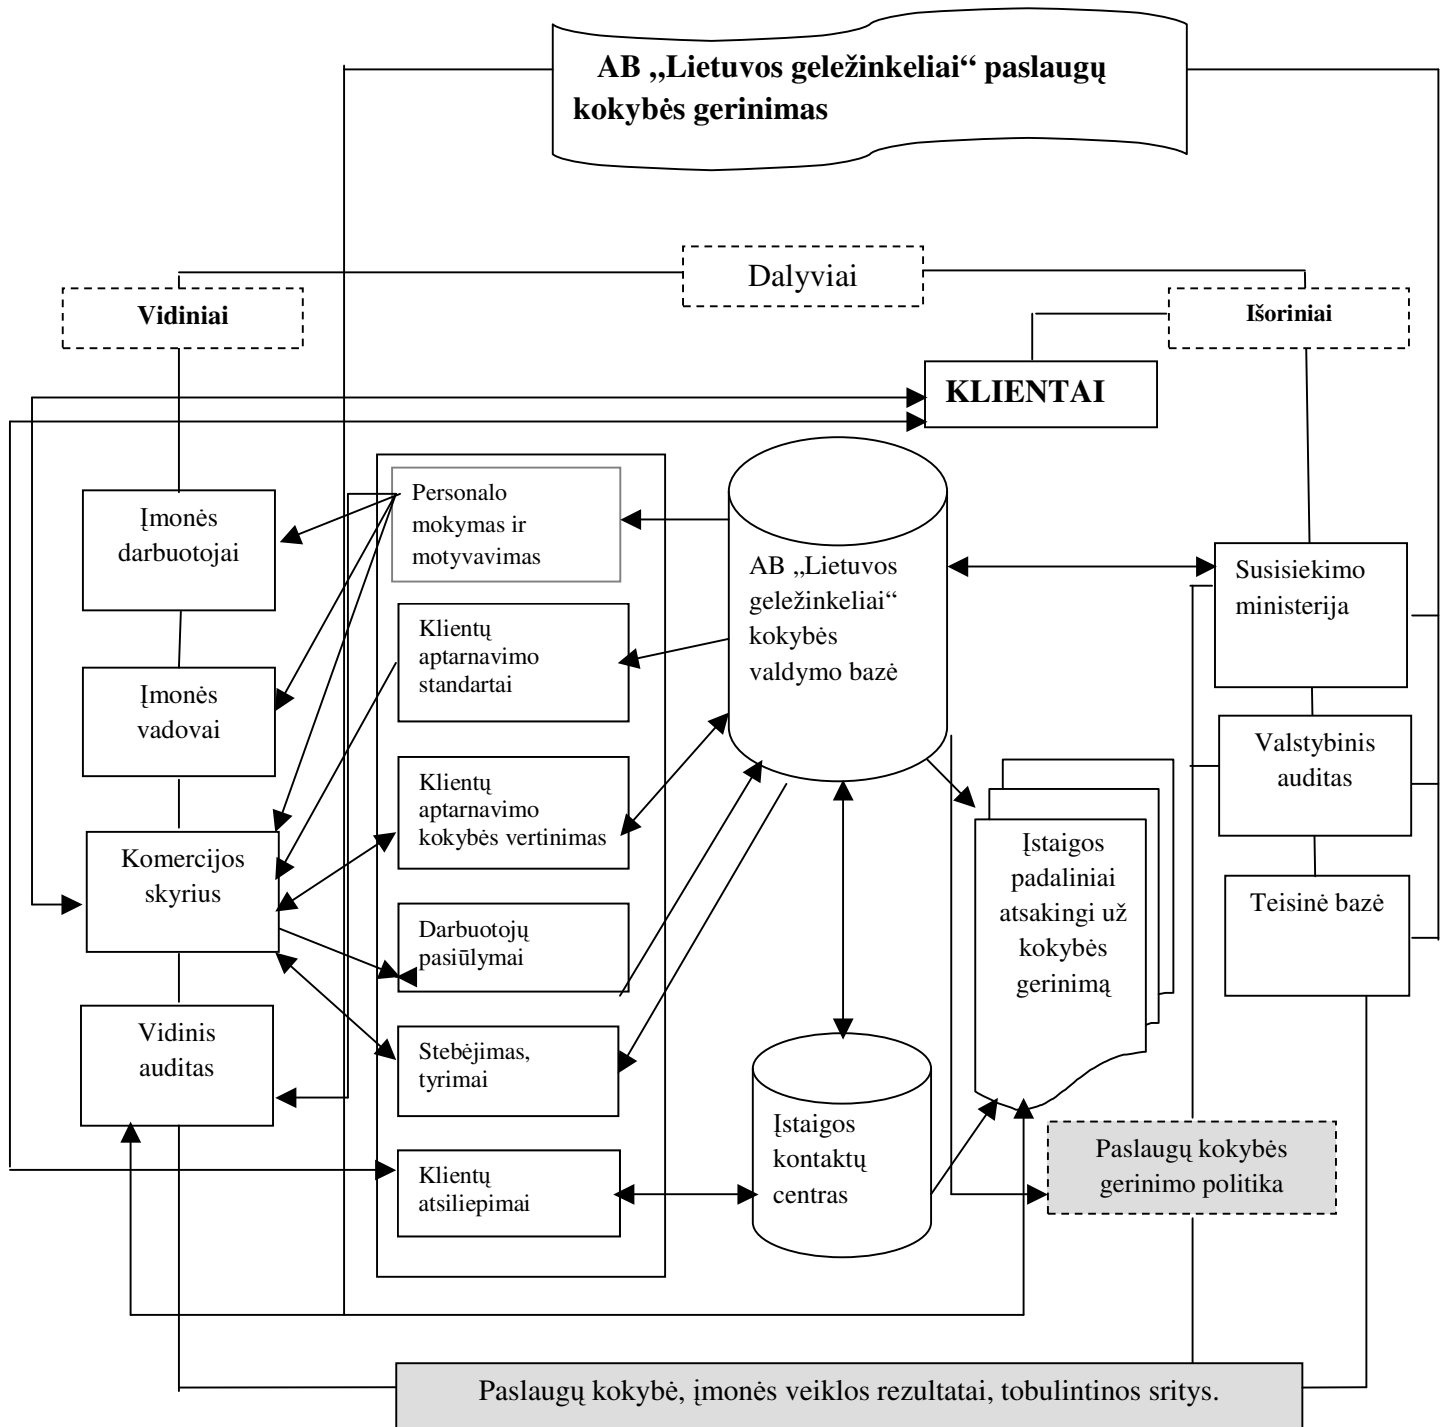 AB „Lietuvos geležinkeliai“ paslaugų
kokybės gerinimas
Dalyviai
Vidiniai
Išoriniai
KLIENTAI
Įmonės
darbuotojai
Įmonės
vadovai
Komercijos
skyrius
Vidinis
auditas
Personalo
mokymas ir
motyvavimas
Klientų
aptarnavimo
standartai
Klientų
aptarnavimo
kokybės vertinimas
Darbuotojų
pasiūlymai
Stebėjimas,
tyrimai
Klientų
atsiliepimai
AB „Lietuvos
geležinkeliai“
kokybės
valdymo bazė
Įstaigos
kontaktų
centras
Įstaigos
padaliniai
atsakingi už
kokybės
gerinimą
Susisiekimo
ministerija
Valstybinis
auditas
Teisinė bazė
Paslaugų kokybės
gerinimo politika
Paslaugų kokybė, įmonės veiklos rezultatai, tobulintinos sritys.